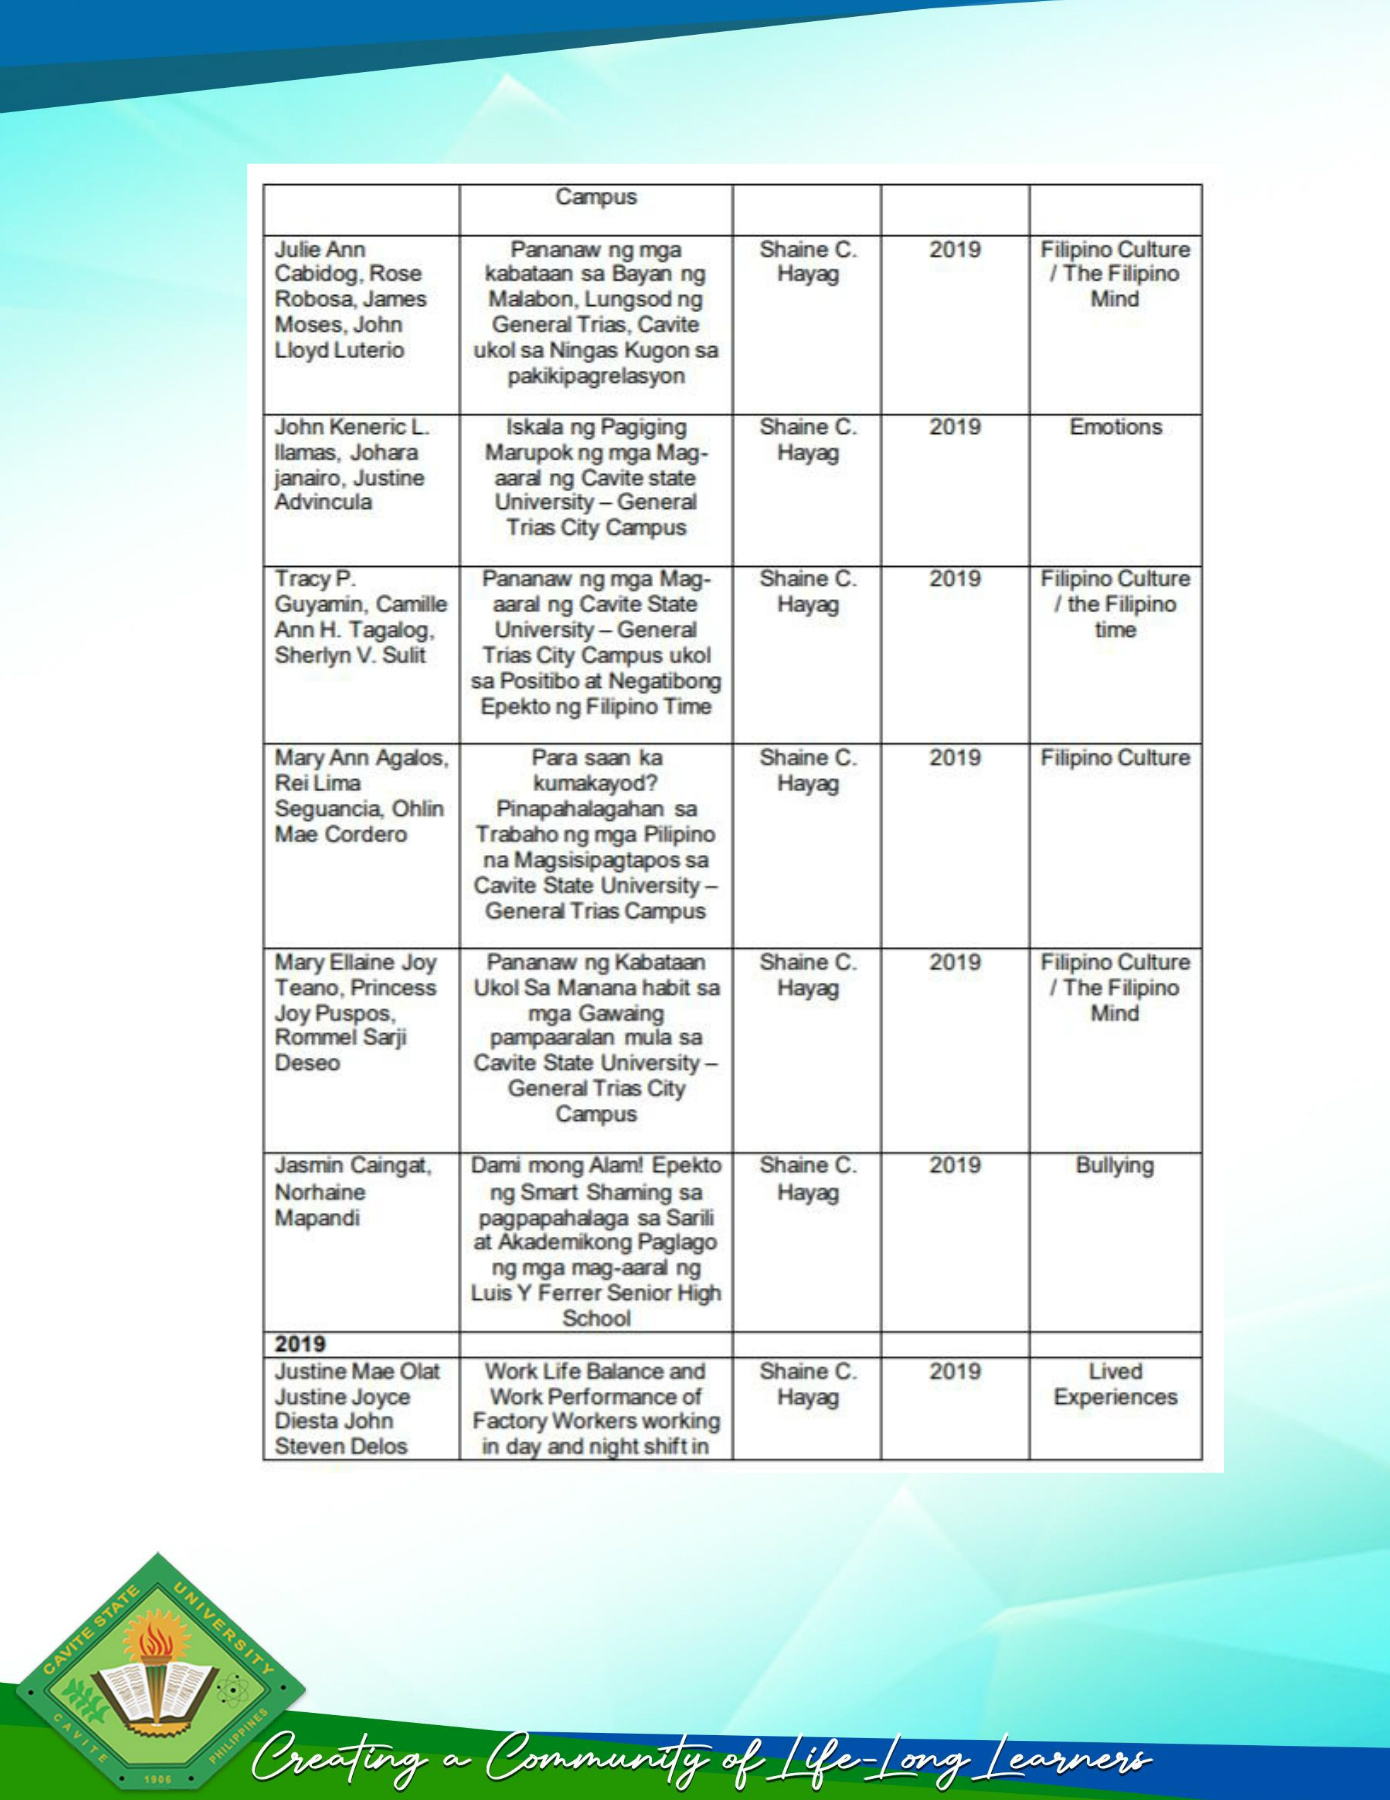 Campus
Julie Ann
Cabidog, Rose
Robosa, James
Moses, John
Lloyd Luterio
Pananaw ng mga
kabataan sa Bayan ng
Malabon, Lungsod ng
General Trias, Cavite
ukol sa Ningas Kugon sa
pakikipagrelasyon
Shaine C.
Hayag
2019
Filipino Culture
/ The Filipino
Mind
John Keneric L.
llamas, Johara
janairo, Justine
Advincula
Iskala ng Pagiging
Marupok ng mga Mag-
aaral ng Cavite state
University – General
Trias City Campus
Shaine C.
Hayag
2019
Emotions
Tracy P.
Guyamin, Camille
Ann H. Tagalog,
Sherlyn V. Sulit
Pananaw ng mga Mag-
aaral ng Cavite State
University – General
Trias City Campus ukol
sa Positibo at Negatibong
Epekto ng Filipino Time
Shaine C.
Hayag
2019
Filipino Culture
/ the Filipino
time
Mary Ann Agalos,
Rei Lima
Seguancia, Ohlin
Mae Cordero
Para saan ka
kumakayod?
Pinapahalagahan sa
Trabaho ng mga Pilipino
na Magsisipagtapos sa
Cavite State University –
General Trias Campus
Shaine C.
Hayag
2019
Filipino Culture
Mary Ellaine Joy
Teano, Princess
Joy Puspos,
Rommel Sarji
Deseo
Pananaw ng Kabataan
Ukol Sa Manana habit sa
mga Gawaing
pampaaralan mula sa
Cavite State University –
General Trias City
Campus
Shaine C.
Hayag
2019
Filipino Culture
/ The Filipino
Mind
Jasmin Caingat,
Norhaine
Mapandi
Dami mong Alam! Epekto
ng Smart Shaming sa
pagpapahalaga sa Sarili
at Akademikong Paglago
ng mga mag-aaral ng
Luis Y Ferrer Senior High
School
Shaine C.
Hayag
2019
Bullying
2019
Justine Mae Olat
Justine Joyce
Diesta John
Steven Delos
Work Life Balance and
Work Performance of
Factory Workers working
in day and night shift in
Shaine C.
Hayag
2019
Lived
Experiences
CAVITE STATE UNIVERSITY
CAVITE
1906
PHILIPPINES
Creating a Community of Life-Long Learners